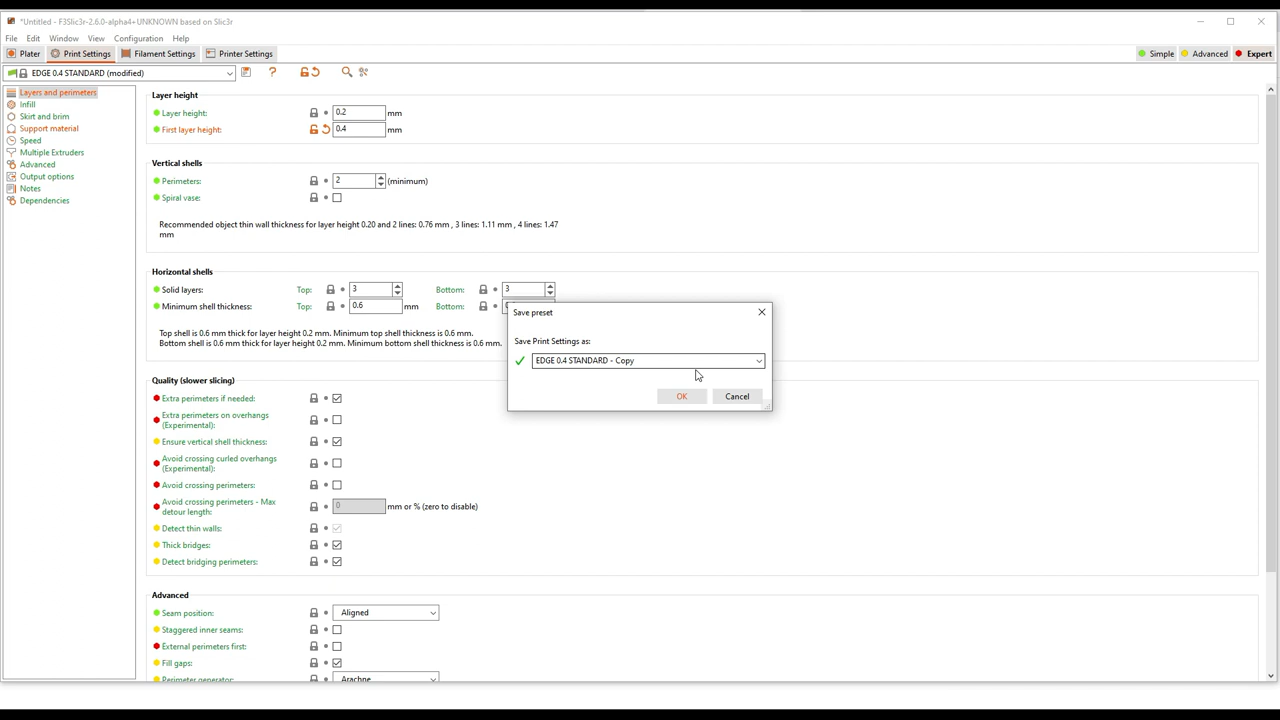 *Untitled - F3Slic3r-2.6.0-alpha4+UNKNOWN based on Slic3r
File Edit Window View Configuration Help
Plater Print Settings Filament Settings Printer Settings Simple Advanced Expert
EDGE 0.4 STANDARD (modified)
Layers and perimeters
Infill
Skirt and brim
Support material
Speed
Multiple Extruders
Advanced
Output options
Notes
Dependencies
Layer height
Layer height: 0.2 mm
First layer height: 0.4 mm
Vertical shells
Perimeters: 2 (minimum)
Spiral vase:
Recommended object thin wall thickness for layer height 0.20 and 2 lines: 0.76 mm , 3 lines: 1.11 mm , 4 lines: 1.47
mm
Horizontal shells
Solid layers: Top: 3 Bottom: 3
Minimum shell thickness: Top: 0.6 mm Bottom:
Top shell is 0.6 mm thick for layer height 0.2 mm. Minimum top shell thickness is 0.6 mm.
Bottom shell is 0.6 mm thick for layer height 0.2 mm. Minimum bottom shell thickness is 0.6 mm.
Save preset
Save Print Settings as:
EDGE 0.4 STANDARD - Copy
OK Cancel
Quality (slower slicing)
Extra perimeters if needed:
Extra perimeters on overhangs
(Experimental):
Ensure vertical shell thickness:
Avoid crossing curled overhangs
(Experimental):
Avoid crossing perimeters:
Avoid crossing perimeters - Max
detour length: 0 mm or % (zero to disable)
Detect thin walls:
Thick bridges:
Detect bridging perimeters:
Advanced
Seam position: Aligned
Staggered inner seams:
External perimeters first:
Fill gaps:
Perimeter generator: Arachne